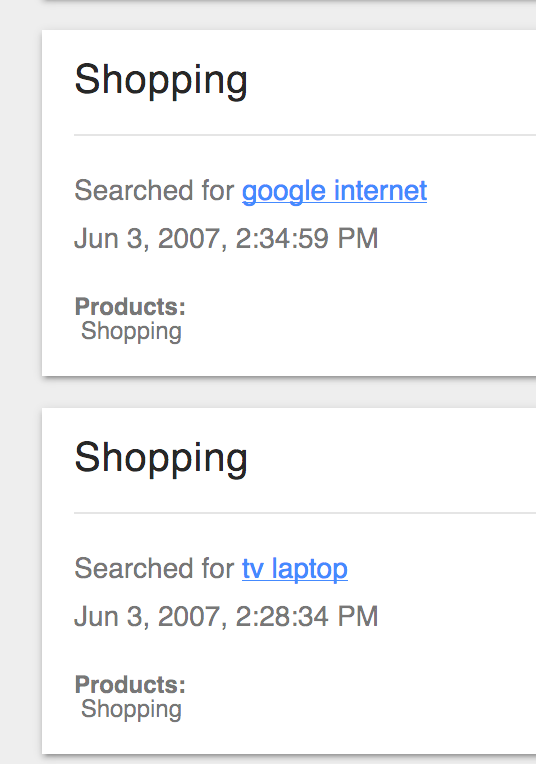 Shopping
Searched for google internet
Jun 3, 2007, 2:34:59 PM
Products:
Shopping
Shopping
Searched for tv laptop
Jun 3, 2007, 2:28:34 PM
Products:
Shopping